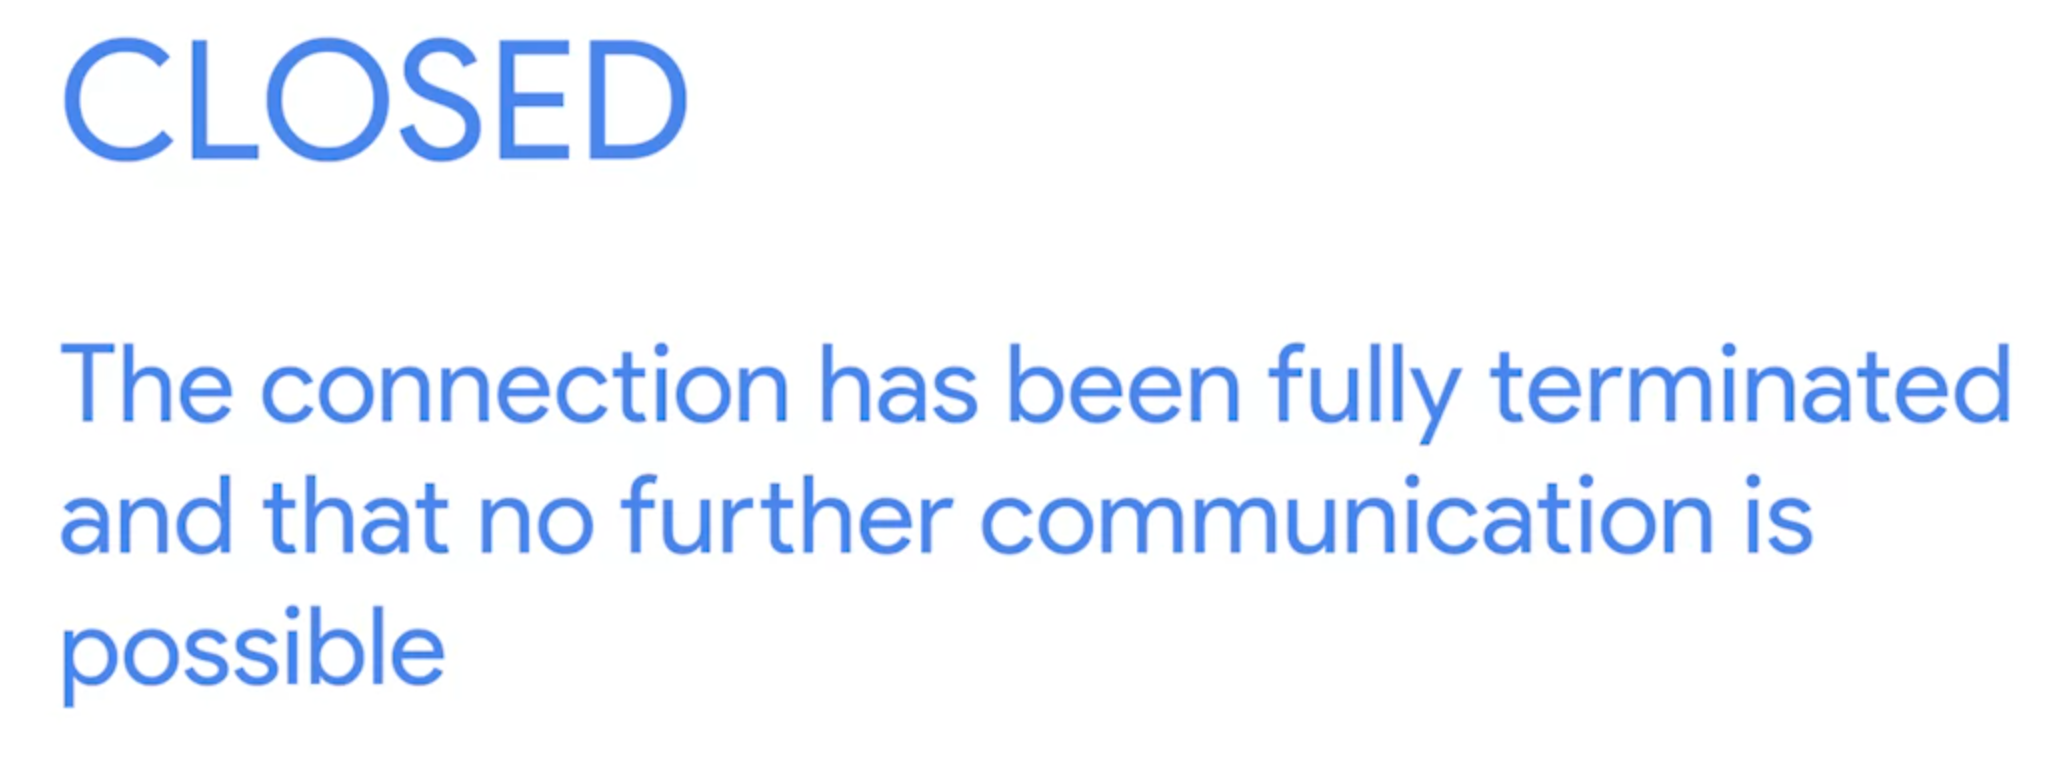 CLOSED
The connection has been fully terminated
and that no further communication is
possible